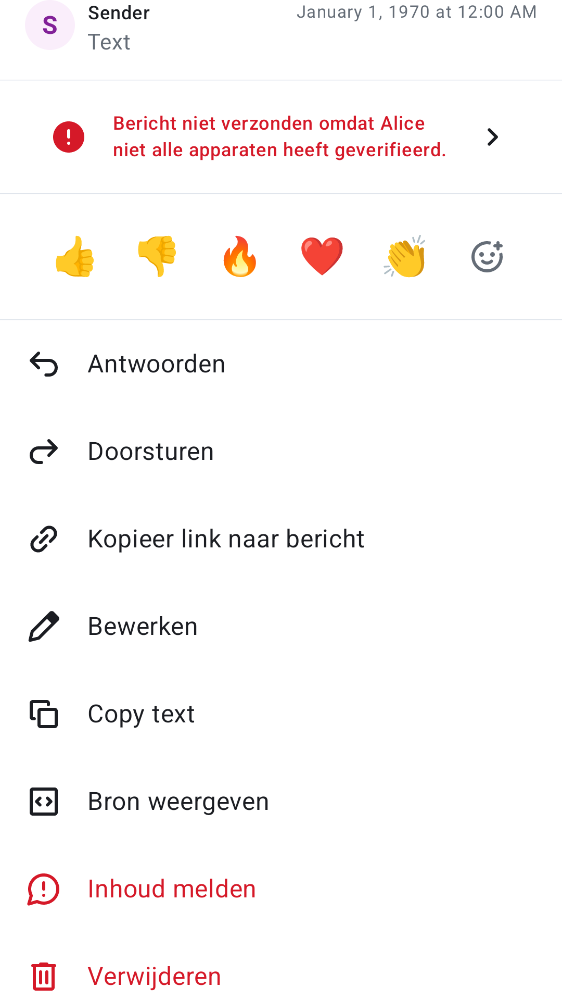 S
Sender
January 1, 1970 at 12:00 AM
Text
Bericht niet verzonden omdat Alice
niet alle apparaten heeft geverifieerd.
Antwoorden
Doorsturen
Kopieer link naar bericht
Bewerken
Copy text
Bron weergeven
Inhoud melden
Verwijderen